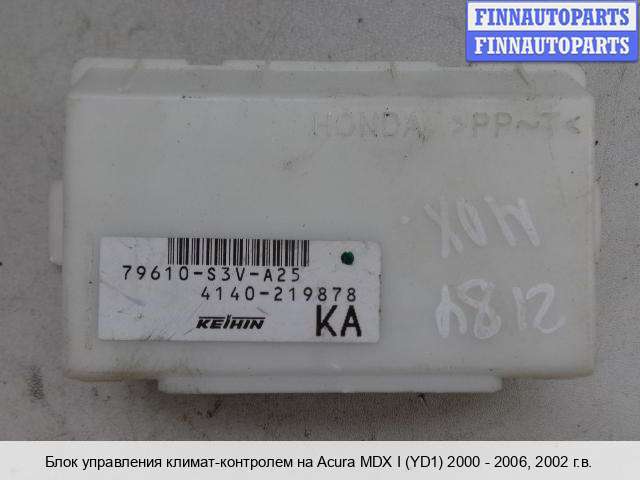 FINNAUTOPARTS
FINNAUTOPARTS
HONDA >PP~T<
79610-S3V-A25
4140-219878
KEIHIN KA
MDX
2184
Блок управления климат-контролем на Acura MDX I (YD1) 2000 - 2006, 2002 г.в.